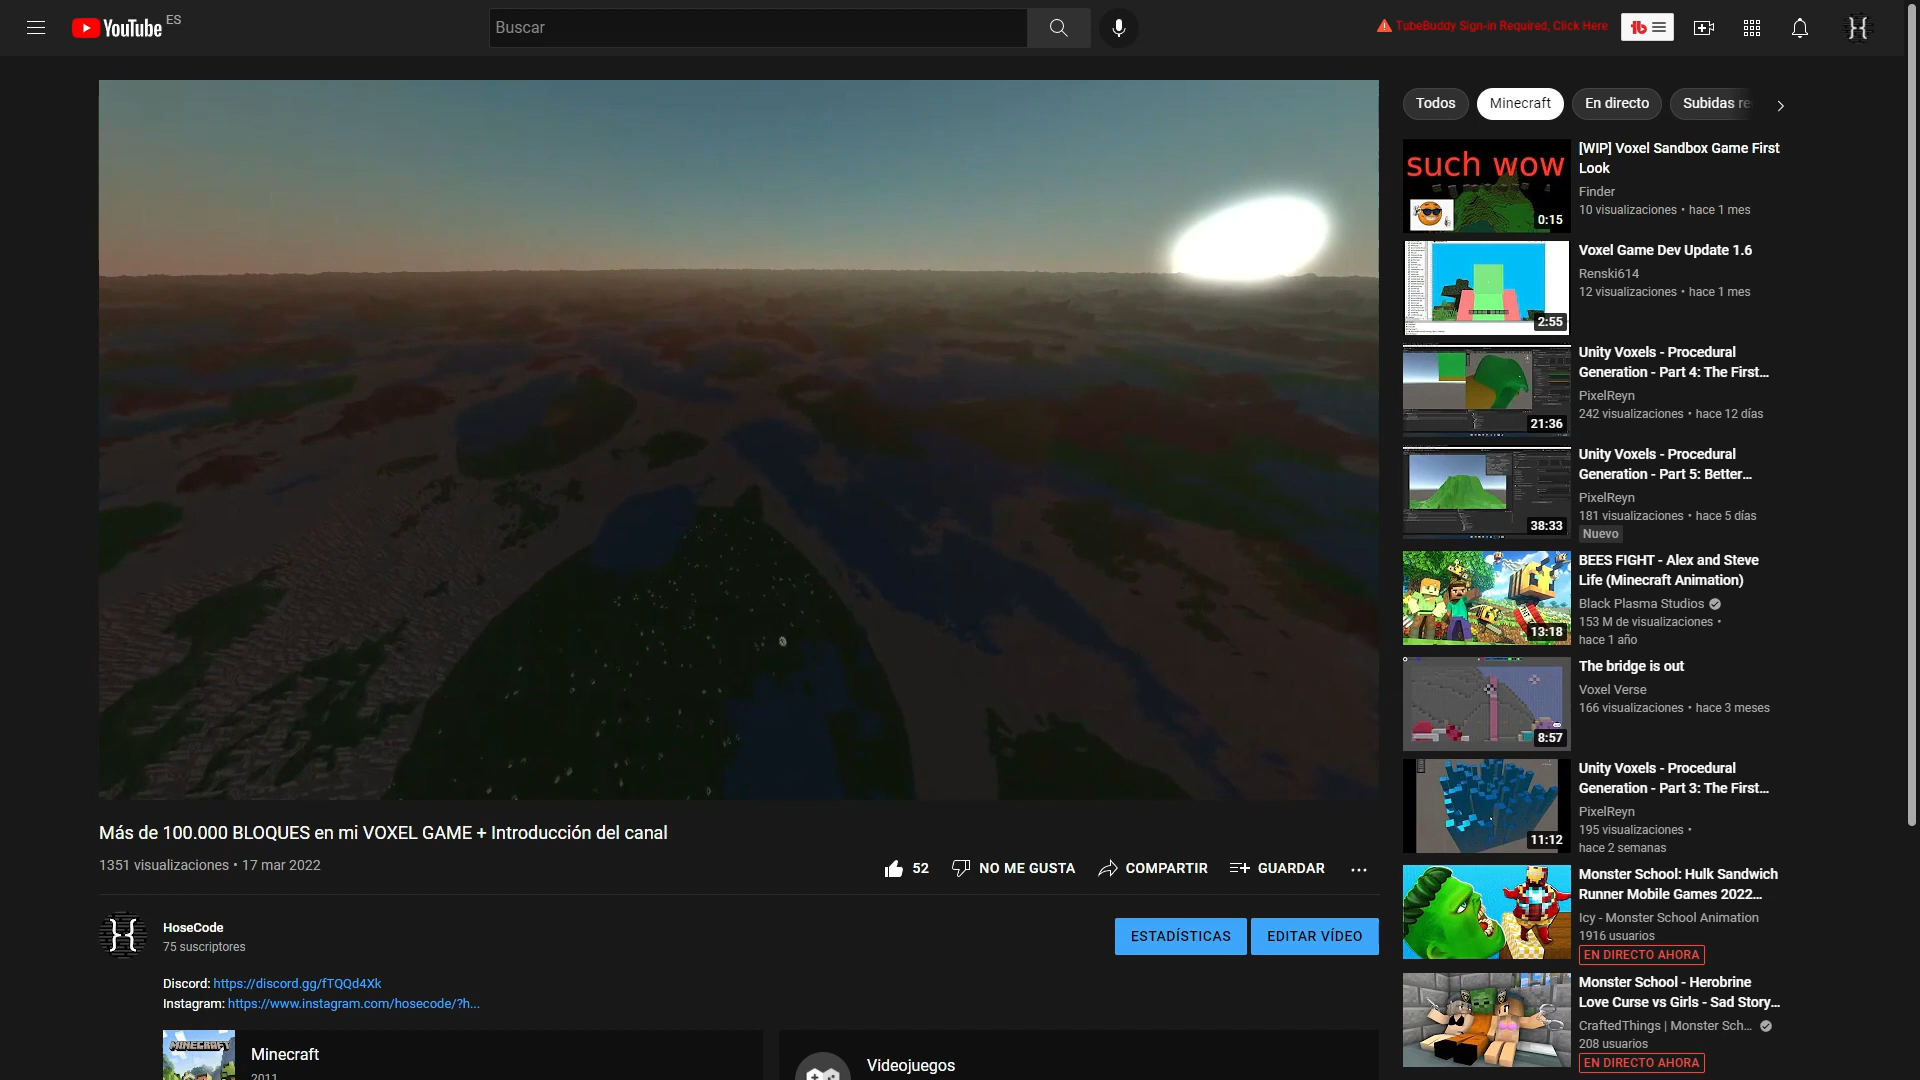 YouTube ES
Buscar
TubeBuddy Sign-in Required, Click Here
tb
Todos
Minecraft
En directo
Subidas re
such wow
0:15
[WIP] Voxel Sandbox Game First
Look
Finder
10 visualizaciones • hace 1 mes
2:55
Voxel Game Dev Update 1.6
Renski614
12 visualizaciones • hace 1 mes
21:36
Unity Voxels - Procedural
Generation - Part 4: The First...
PixelReyn
242 visualizaciones • hace 12 días
38:33
Unity Voxels - Procedural
Generation - Part 5: Better...
PixelReyn
181 visualizaciones • hace 5 días
Nuevo
13:18
BEES FIGHT - Alex and Steve
Life (Minecraft Animation)
Black Plasma Studios
153 M de visualizaciones •
hace 1 año
8:57
The bridge is out
Voxel Verse
166 visualizaciones • hace 3 meses
11:12
Unity Voxels - Procedural
Generation - Part 3: The First...
PixelReyn
195 visualizaciones •
hace 2 semanas
Monster School: Hulk Sandwich
Runner Mobile Games 2022...
Icy - Monster School Animation
1916 usuarios
EN DIRECTO AHORA
Monster School - Herobrine
Love Curse vs Girls - Sad Story...
CraftedThings | Monster Sch...
208 usuarios
EN DIRECTO AHORA
Más de 100.000 BLOQUES en mi VOXEL GAME + Introducción del canal
1351 visualizaciones • 17 mar 2022
52
NO ME GUSTA
COMPARTIR
GUARDAR
HoseCode
75 suscriptores
ESTADÍSTICAS
EDITAR VÍDEO
Discord: https://discord.gg/fTQQd4Xk
Instagram: https://www.instagram.com/hosecode/?h...
MINECRAFT
Minecraft
2011
Videojuegos